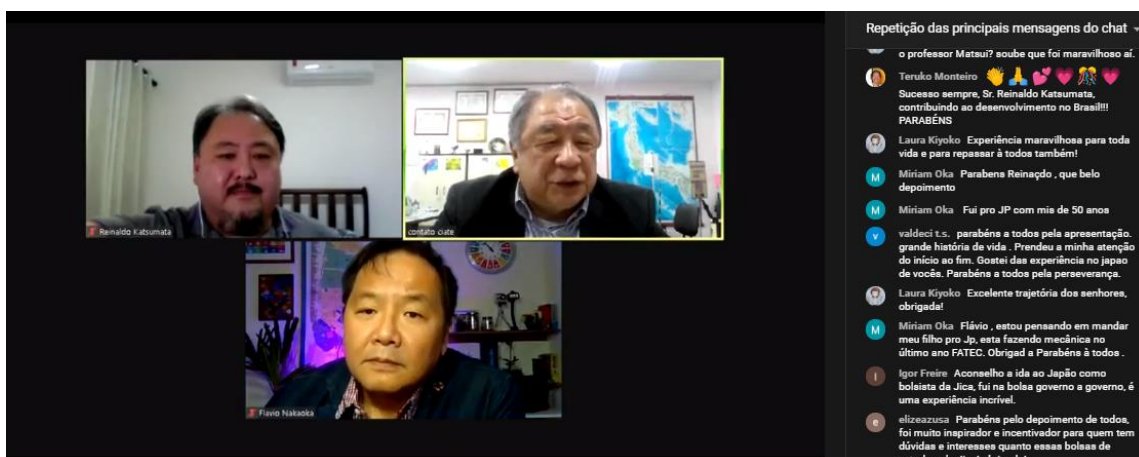 Reinaldo Katsumata
contato ciate
Flavio Nakaoka
Repetição das principais mensagens do chat
o professor Matsui? soube que foi maravilhoso aí.
Teruko Monteiro 👏🙏💕💗🎊💗
Sucesso sempre, Sr. Reinaldo Katsumata,
contribuindo ao desenvolvimento no Brasil!!!
PARABÉNS
Laura Kiyoko Experiência maravilhosa para toda
vida e para repassar à todos também!
M
Miriam Oka Parabens Reinaçdo , que belo
depoimento
M
Miriam Oka Fui pro JP com mis de 50 anos
v
valdeci t.s. parabéns a todos pela apresentação.
grande história de vida . Prendeu a minha atenção
do início ao fim. Gostei das experiência no japao
de vocês. Parabéns a todos pela perseverança.
Laura Kiyoko Excelente trajetória dos senhores,
obrigada!
M
Miriam Oka Flávio , estou pensando em mandar
meu filho pro Jp, esta fazendo mecânica no
último ano FATEC. Obrigad a Parabéns à todos .
I
Igor Freire Aconselho a ida ao Japão como
bolsista da Jica, fui na bolsa governo a governo, é
uma experiência incrível.
e
elizeazusa Parabéns pelo depoimento de todos,
foi muito inspirador e incentivador para quem tem
dúvidas e interesses quanto essas bolsas de